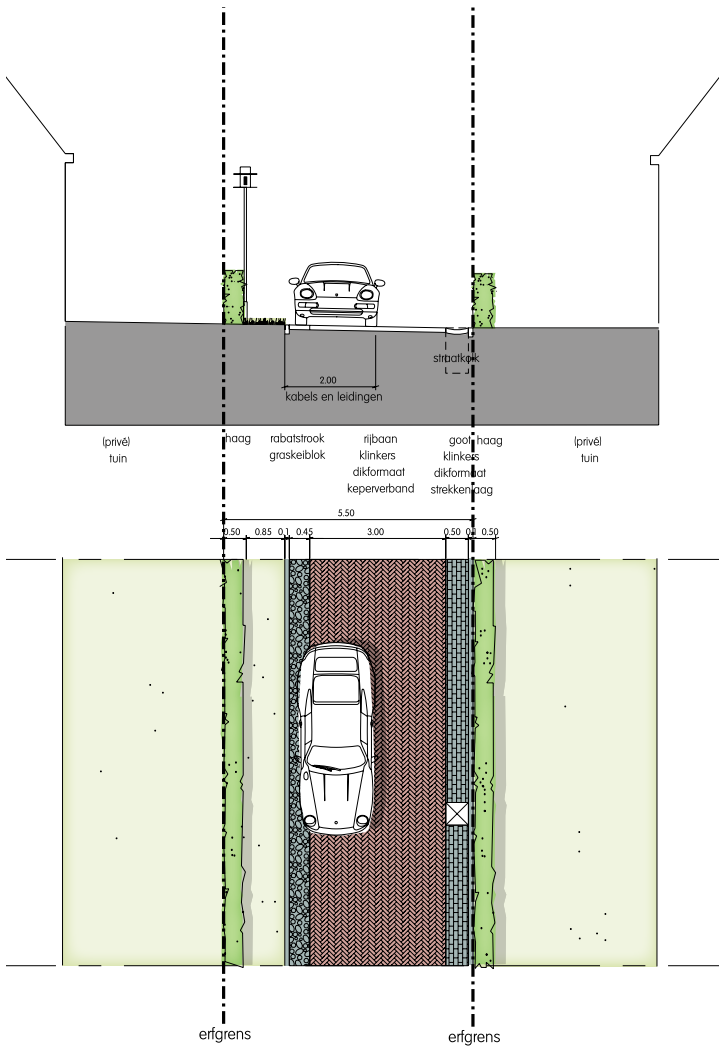 straatkolk
2.00
kabels en leidingen
(privé)
tuin
haag
rabatstrook
graskeiblok
rijbaan
klinkers
dikformaat
keperverband
goot
klinkers
dikformaat
strekkenlaag
haag
(privé)
tuin
5.50
0.50 0.85 0.1 0.45 3.00 0.50 0.50
erfgrens
erfgrens